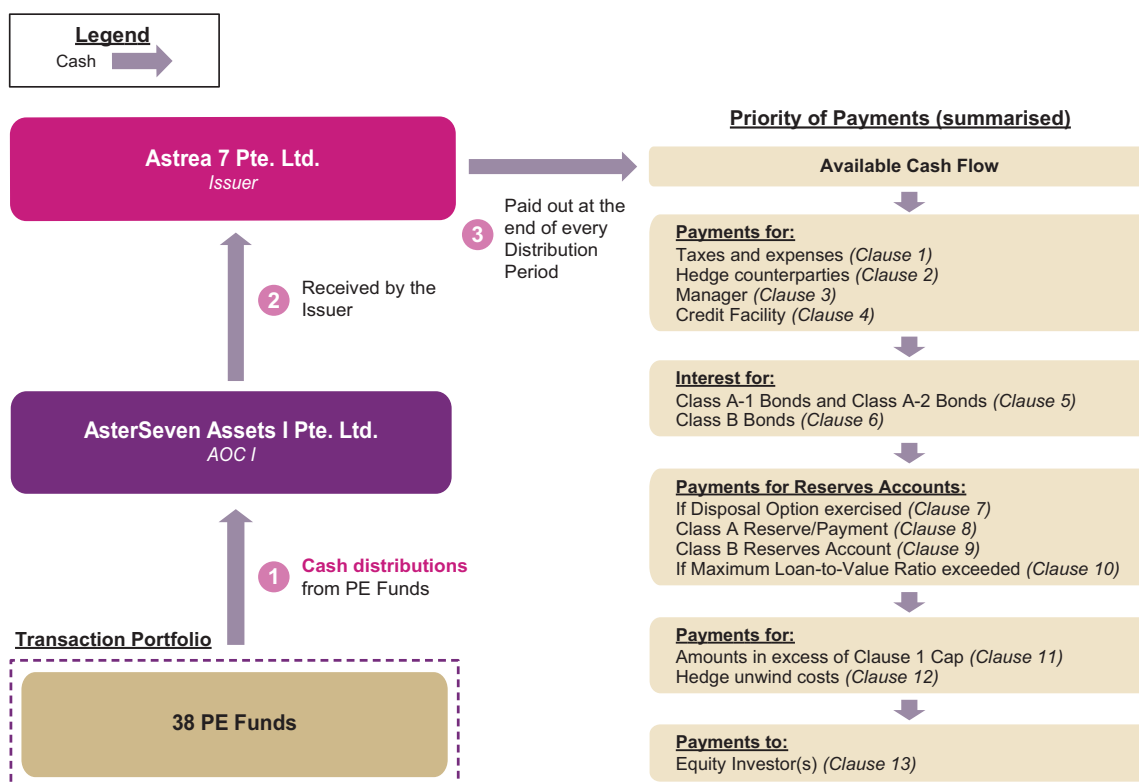 Legend
Cash
Astrea 7 Pte. Ltd.
Issuer
3
Paid out at the
end of every
Distribution
Period
2
Received by the
Issuer
AsterSeven Assets I Pte. Ltd.
AOC I
1
Cash distributions
from PE Funds
Transaction Portfolio
38 PE Funds
Priority of Payments (summarised)
Available Cash Flow
Payments for:
Taxes and expenses (Clause 1)
Hedge counterparties (Clause 2)
Manager (Clause 3)
Credit Facility (Clause 4)
Interest for:
Class A-1 Bonds and Class A-2 Bonds (Clause 5)
Class B Bonds (Clause 6)
Payments for Reserves Accounts:
If Disposal Option exercised (Clause 7)
Class A Reserve/Payment (Clause 8)
Class B Reserves Account (Clause 9)
If Maximum Loan-to-Value Ratio exceeded (Clause 10)
Payments for:
Amounts in excess of Clause 1 Cap (Clause 11)
Hedge unwind costs (Clause 12)
Payments to:
Equity Investor(s) (Clause 13)